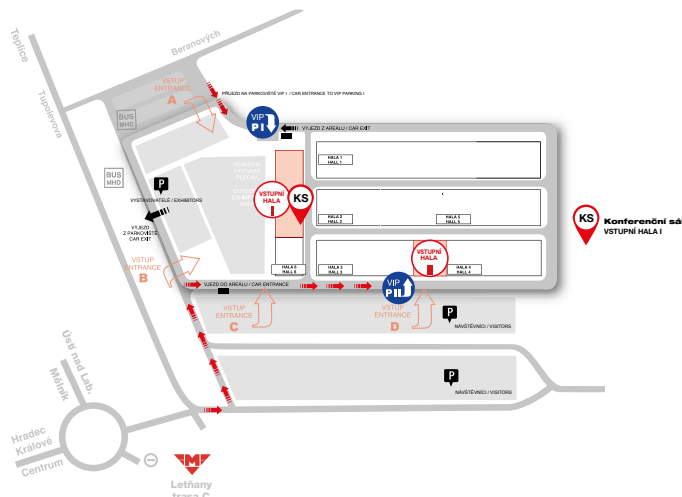 Teplice
Tupolevova
Beranových
VSTUP
ENTRANCE
A
PŘÍJEZD NA PARKOVIŠTĚ VIP I / CAR ENTRANCE TO VIP PARKING I
BUS
MHD
VIP
P I
VÝJEZD Z AREÁLU / CAR EXIT
HALA 1
HALL 1
BUS
MHD
P
VYSTAVOVATELÉ / EXHIBITORS
VSTUPNÍ
HALA
I
KS
HALA 2
HALL 2
HALA 5
HALL 5
KS
Konferenční sál
VSTUPNÍ HALA I
VÝJEZD
Z PARKOVIŠTĚ
CAR EXIT
VSTUP
ENTRANCE
B
HALA 6
HALL 6
HALA 3
HALL 3
VSTUPNÍ
HALA
II
HALA 4
HALL 4
VJEZD DO AREÁLU / CAR ENTRANCE
VIP
P II
VSTUP
ENTRANCE
C
VSTUP
ENTRANCE
D
P
NÁVŠTĚVNÍCI / VISITORS
P
NÁVŠTĚVNÍCI / VISITORS
Ústí nad Lab.
Mělník
Hradec
Králové
Centrum
M
Letňany
trasa C